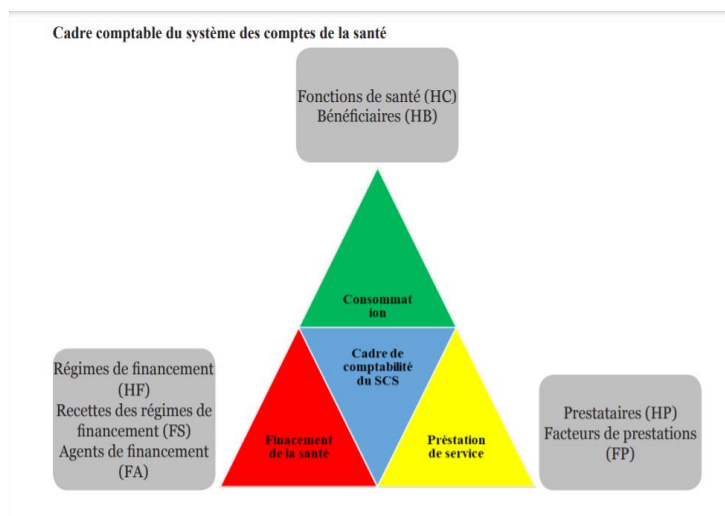 Cadre comptable du système des comptes de la santé
Fonctions de santé (HC)
Bénéficiaires (HB)
Consommat
ion
Cadre de
comptabilité
du SCS
Régimes de financement
(HF)
Recettes des régimes de
financement (FS)
Agents de financement
(FA)
Finacement
de la santé
Préstation
de service
Prestataires (HP)
Facteurs de prestations
(FP)